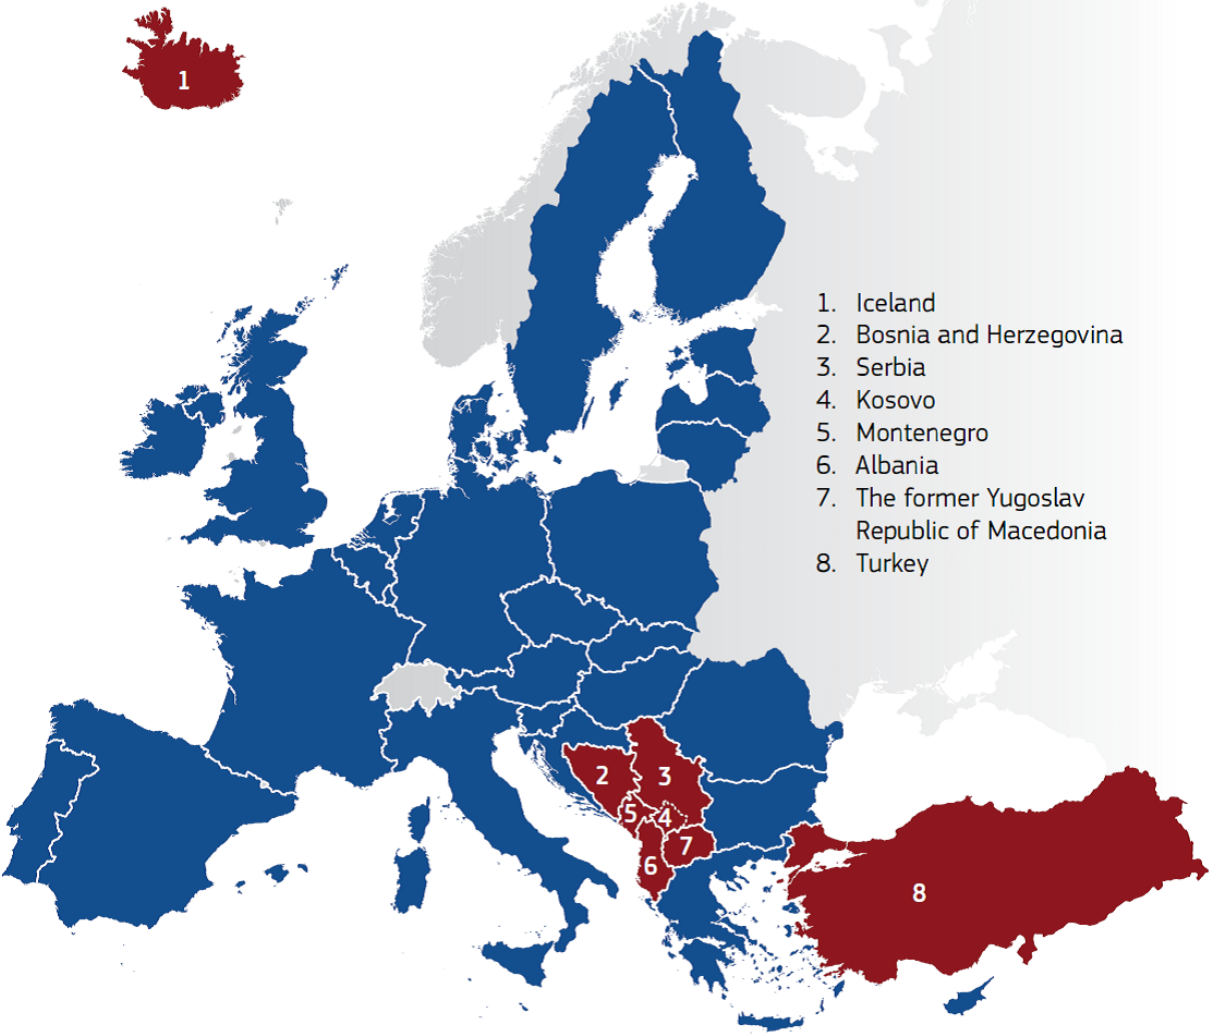 1
1. Iceland
2. Bosnia and Herzegovina
3. Serbia
4. Kosovo
5. Montenegro
6. Albania
7. The former Yugoslav
Republic of Macedonia
8. Turkey
2
3
5
4
7
6
8